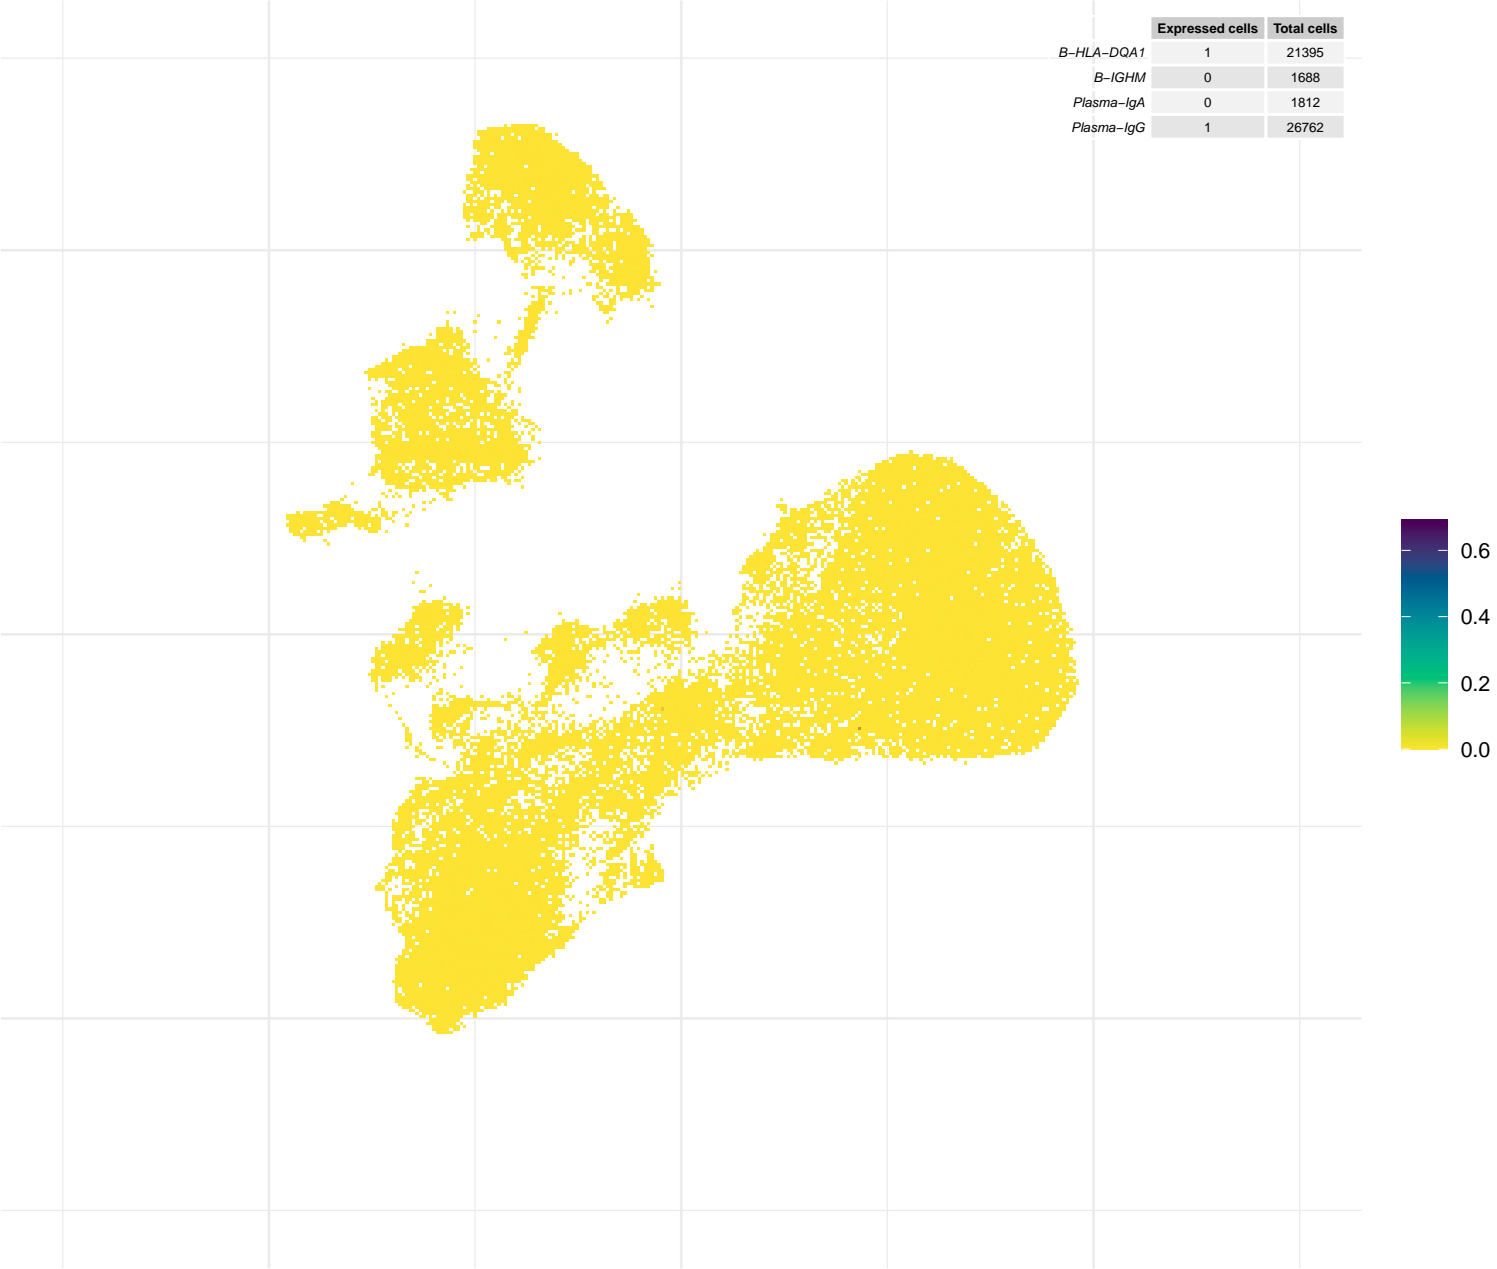 Expressed cells Total cells
B−HLA−DQA1 1 21395
B−IGHM 0 1688
Plasma−IgA 0 1812
Plasma−IgG 1 26762
0.6
0.4
0.2
0.0